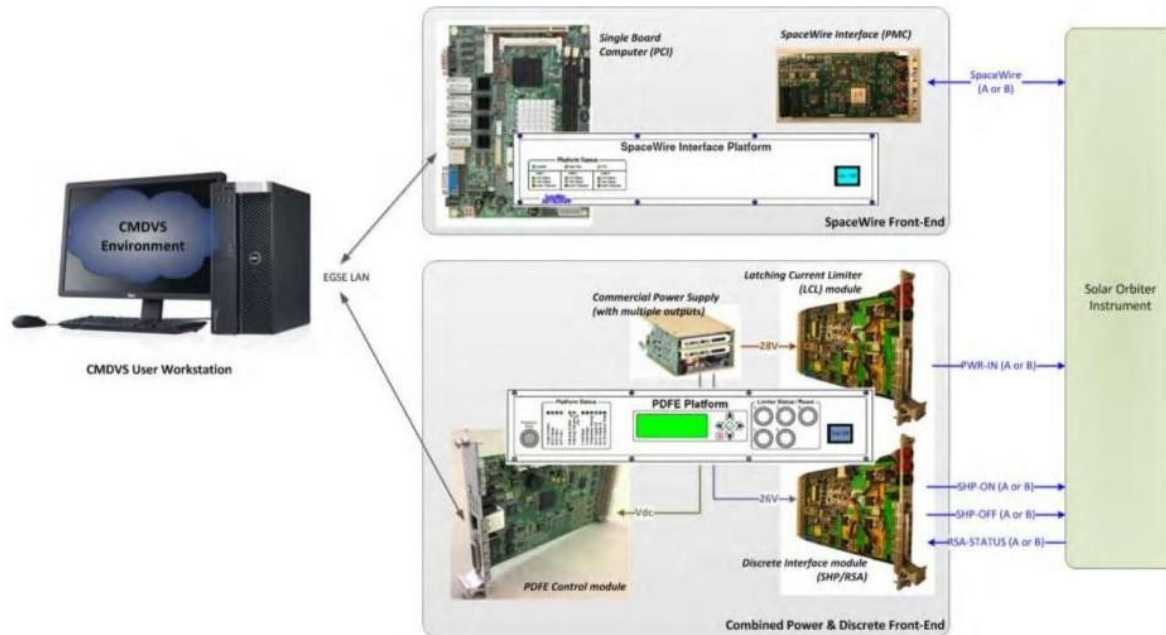 Single Board
Computer (PCI)
SpaceWire Interface (PMC)
SpaceWire
(A or B)
SpaceWire Interface Platform
Platform Status
SpaceWire Front-End
CMDVS
Environment
EGSE LAN
CMDVS User Workstation
Solar Orbiter
Instrument
Latching Current Limiter
(LCL) module
Commercial Power Supply
(with multiple outputs)
28V
PWR-IN (A or B)
Platform Status
PDFE Platform
Limiter Status / Reset
26V
Vdc
SHP-ON (A or B)
SHP-OFF (A or B)
RSA-STATUS (A or B)
PDFE Control module
Discrete Interface module
(SHP/RSA)
Combined Power & Discrete Front-End